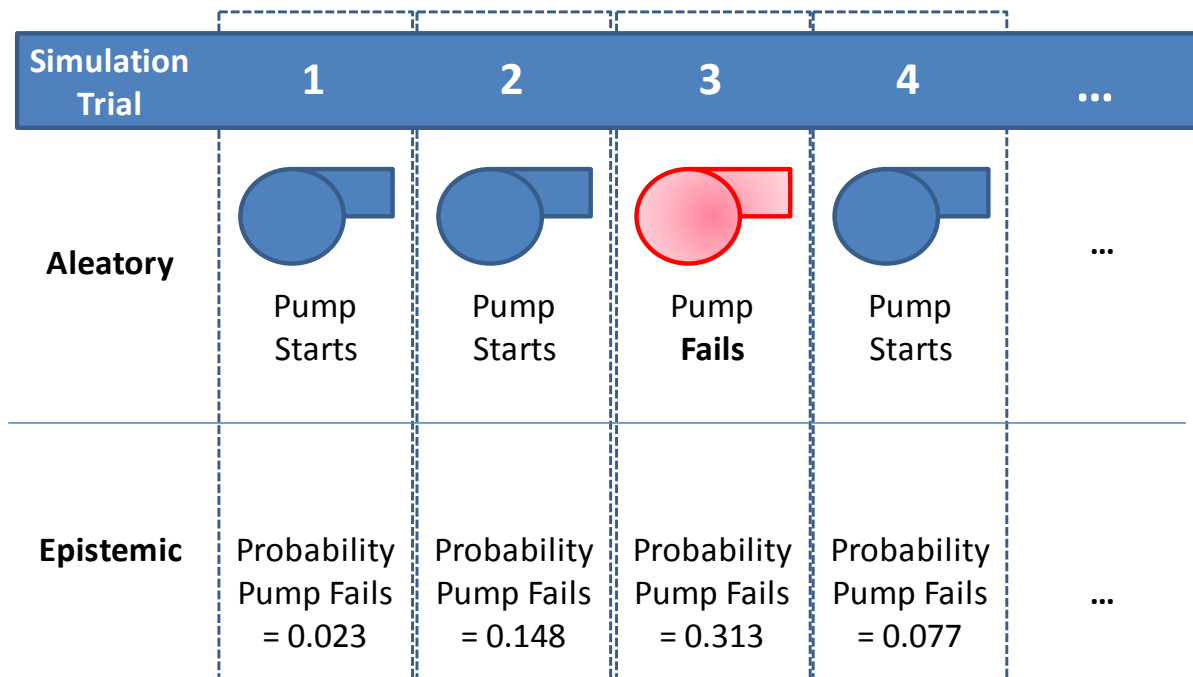 Simulation
Trial
1
2
3
4
...
Aleatory
Pump
Starts
Pump
Starts
Pump
Fails
Pump
Starts
...
Epistemic
Probability
Pump Fails
= 0.023
Probability
Pump Fails
= 0.148
Probability
Pump Fails
= 0.313
Probability
Pump Fails
= 0.077
...